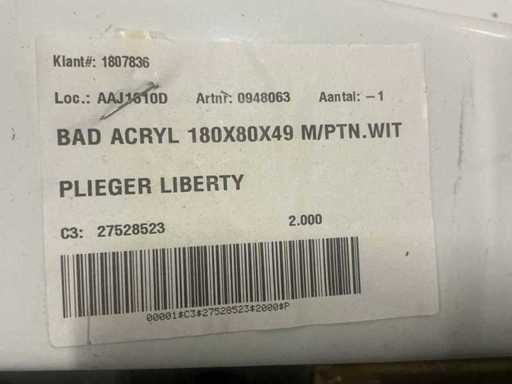 Klant#: 1807836
Loc.: AAJ1610D Artnr: 0948063 Aantal: -1
BAD ACRYL 180X80X49 M/PTN.WIT
PLIEGER LIBERTY
C3: 27528523 2.000
00001#C3#27528523#2000#P